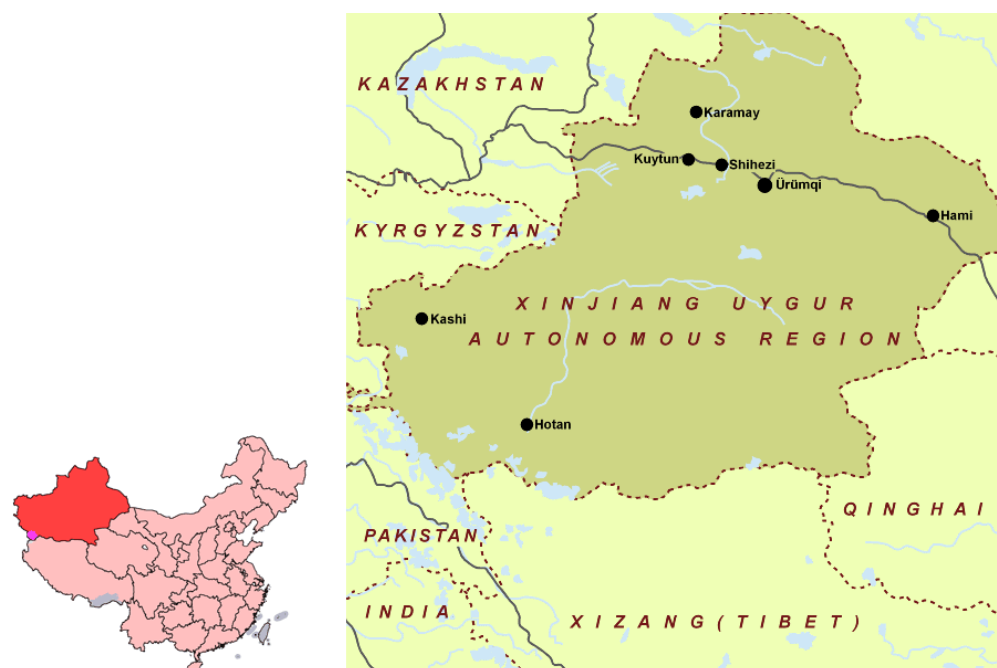 KAZAKHSTAN
Karamay
Kuytun
Shihezi
Ürümqi
Hami
KYRGYZSTAN
XINJIANG UYGUR
AUTONOMOUS REGION
Kashi
Hotan
QINGHAI
PAKISTAN
INDIA
XIZANG (TIBET)